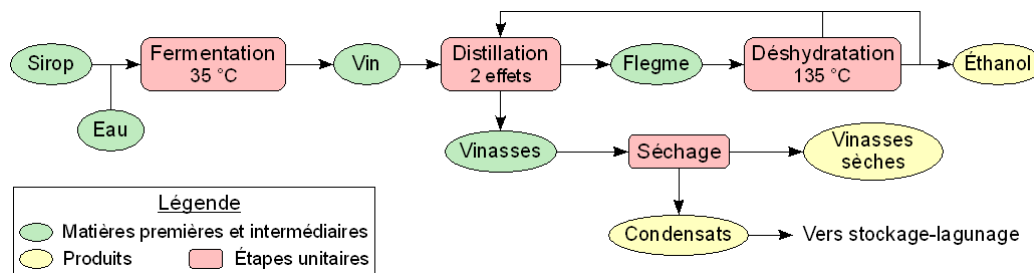 Sirop
Fermentation
35 °C
Vin
Distillation
2 effets
Flegme
Déshydratation
135 °C
Éthanol
Eau
Vinasses
Séchage
Vinasses
sèches
Légende
Matières premières et intermédiaires
Produits
Étapes unitaires
Condensats
Vers stockage-lagunage